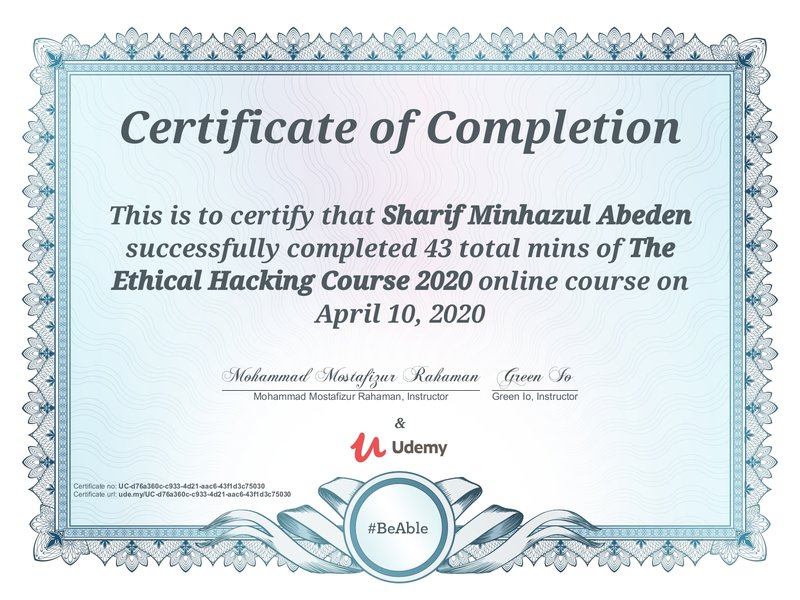 Certificate of Completion
This is to certify that Sharif Minhazul Abeden
successfully completed 43 total mins of The
Ethical Hacking Course 2020 online course on
April 10, 2020
Mohammad Mostafizur Rahaman Green Io
Mohammad Mostafizur Rahaman, Instructor Green Io, Instructor
&
Udemy
Certificate no: UC-d76a360c-c933-4d21-aac6-43f1d3c75030
Certificate url: ude.my/UC-d76a360c-c933-4d21-aac6-43f1d3c75030
#BeAble